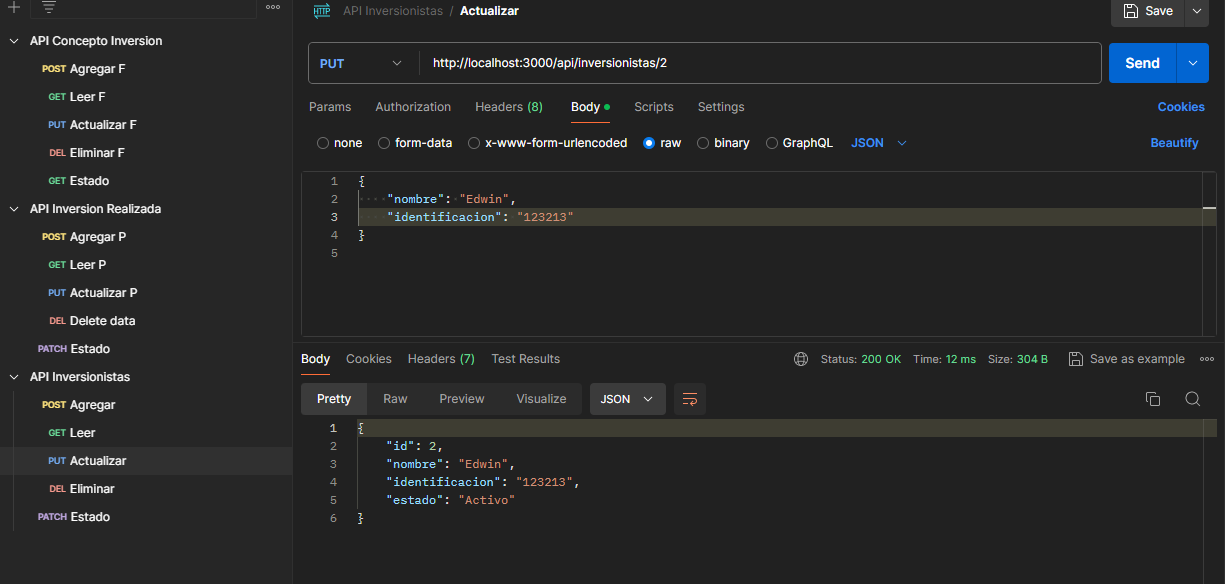 API Concepto Inversion
POST Agregar F
GET Leer F
PUT Actualizar F
DEL Eliminar F
GET Estado
API Inversion Realizada
POST Agregar P
GET Leer P
PUT Actualizar P
DEL Delete data
PATCH Estado
API Inversionistas
POST Agregar
GET Leer
PUT Actualizar
DEL Eliminar
PATCH Estado
HTTP API Inversionistas / Actualizar
Save
PUT http://localhost:3000/api/inversionistas/2
Send
Params Authorization Headers (8) Body Scripts Settings Cookies
none form-data x-www-form-urlencoded raw binary GraphQL JSON Beautify
1 {
2 "nombre": "Edwin",
3 "identificacion": "123213"
4 }
5
Body Cookies Headers (7) Test Results Status: 200 OK Time: 12 ms Size: 304 B Save as example
Pretty Raw Preview Visualize JSON
1 {
2 "id": 2,
3 "nombre": "Edwin",
4 "identificacion": "123213",
5 "estado": "Activo"
6 }